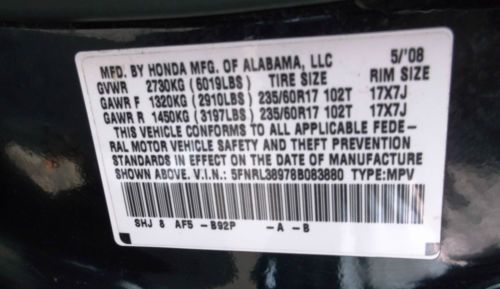 MFD. BY HONDA MFG. OF ALABAMA, LLC 5/'08
GVWR 2730KG (6019LBS) TIRE SIZE RIM SIZE
GAWR F 1320KG (2910LBS) 235/60R17 102T 17X7J
GAWR R 1450KG (3197LBS) 235/60R17 102T 17X7J
THIS VEHICLE CONFORMS TO ALL APPLICABLE FEDE-
RAL MOTOR VEHICLE SAFETY AND THEFT PREVENTION
STANDARDS IN EFFECT ON THE DATE OF MANUFACTURE
SHOWN ABOVE. V.I.N.: 5FNRL38978B083880 TYPE:MPV
SHJ 8 AF5 -B92P -A -B